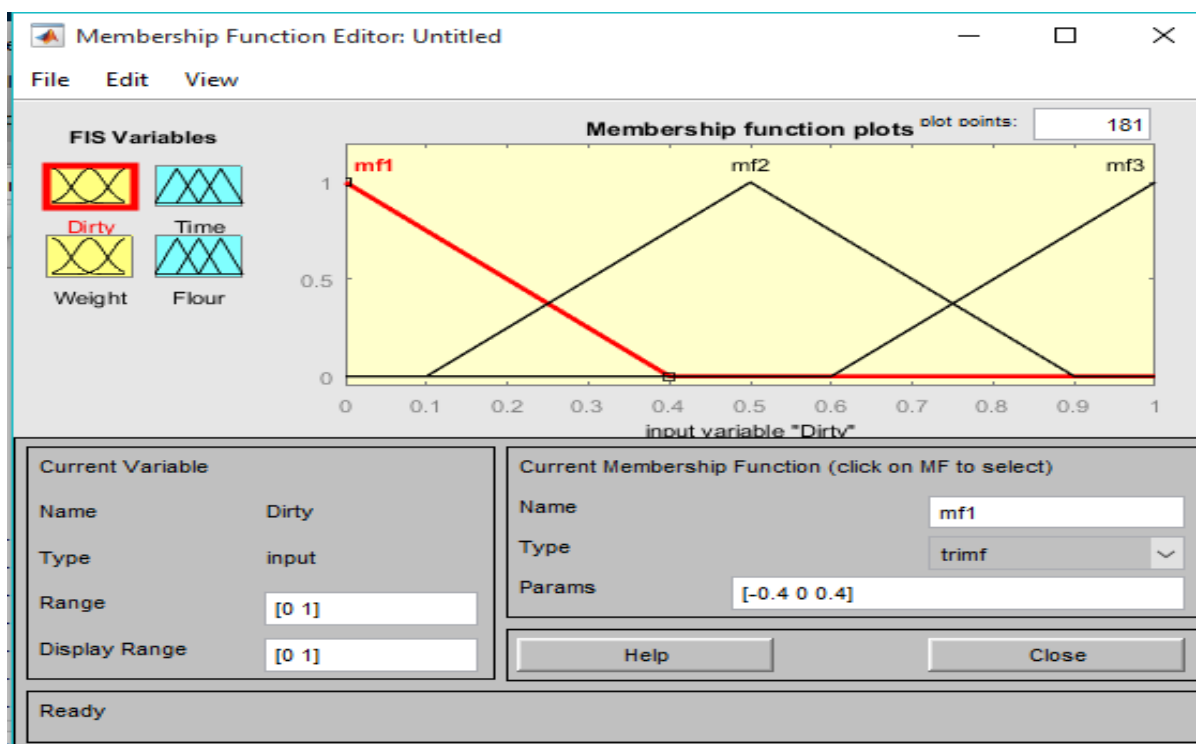 Membership Function Editor: Untitled
File Edit View
FIS Variables
Membership function plots plot points: 181
mf1 mf2 mf3
Dirty Time
Weight Flour
1
0.5
0
0 0.1 0.2 0.3 0.4 0.5 0.6 0.7 0.8 0.9 1
input variable "Dirty"
Current Variable
Name Dirty
Type input
Range [0 1]
Display Range [0 1]
Current Membership Function (click on MF to select)
Name mf1
Type trimf
Params [-0.4 0 0.4]
Help Close
Ready